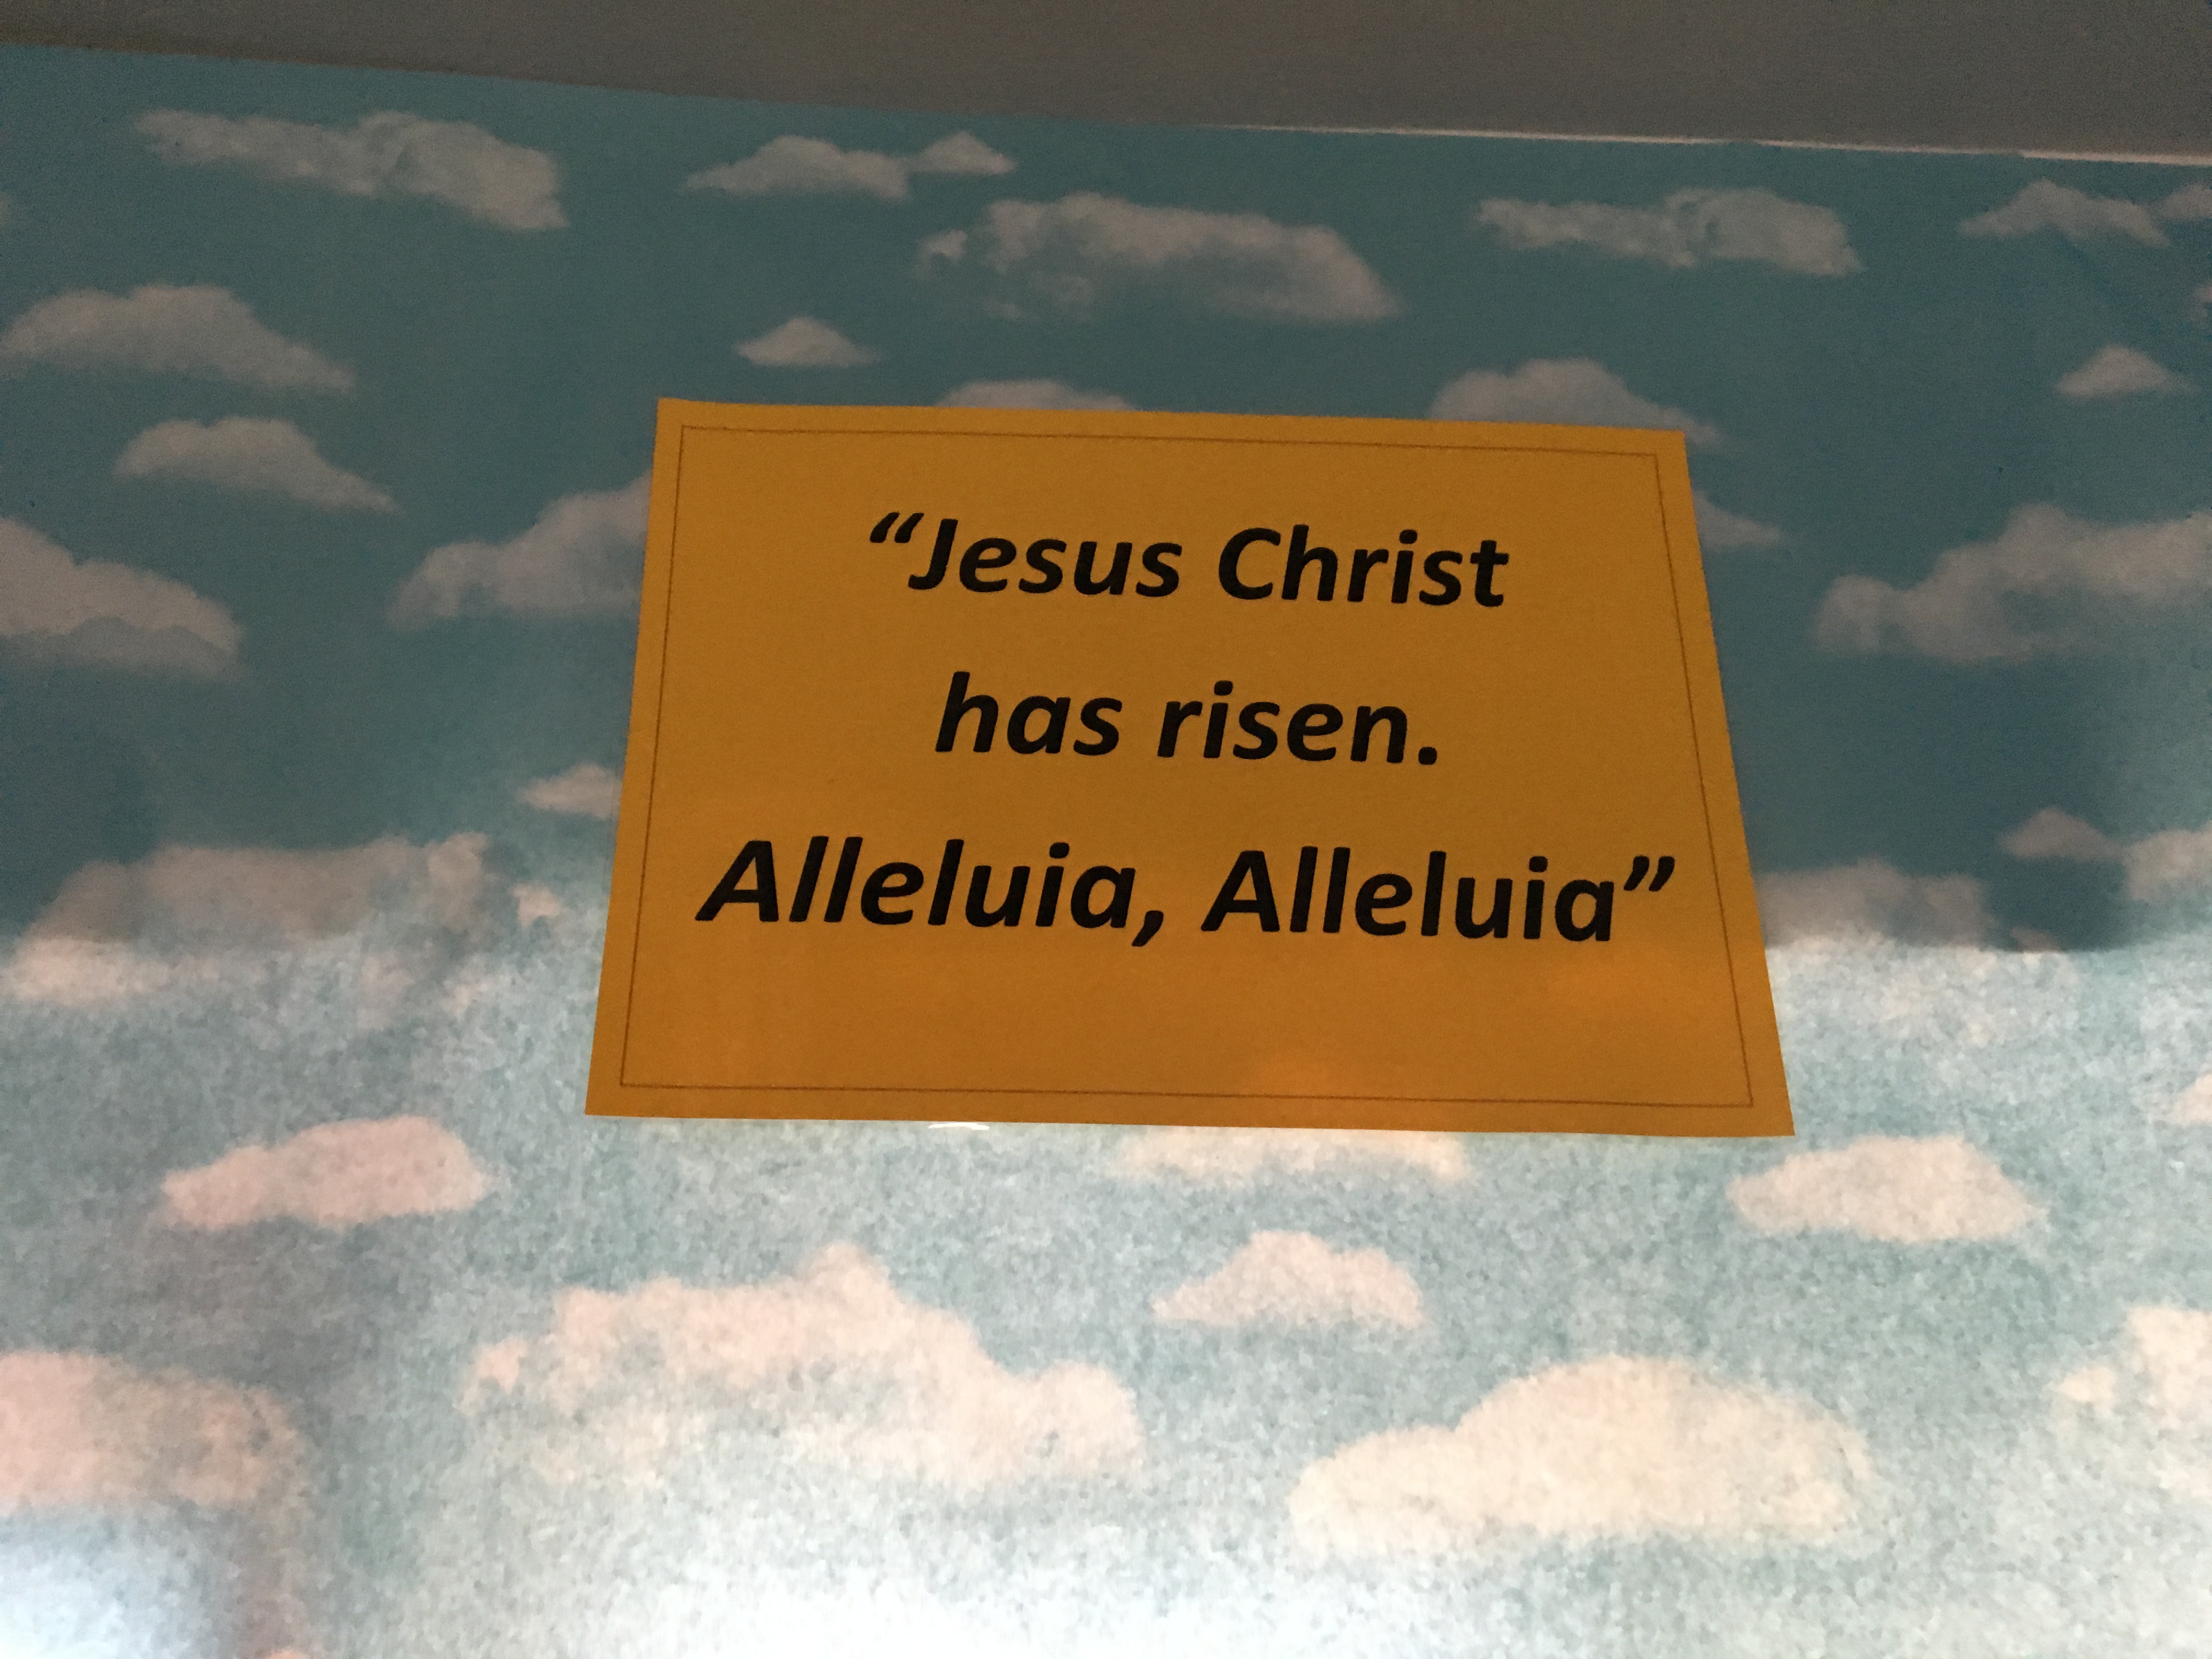 “Jesus Christ
has risen.
Alleluia, Alleluia”